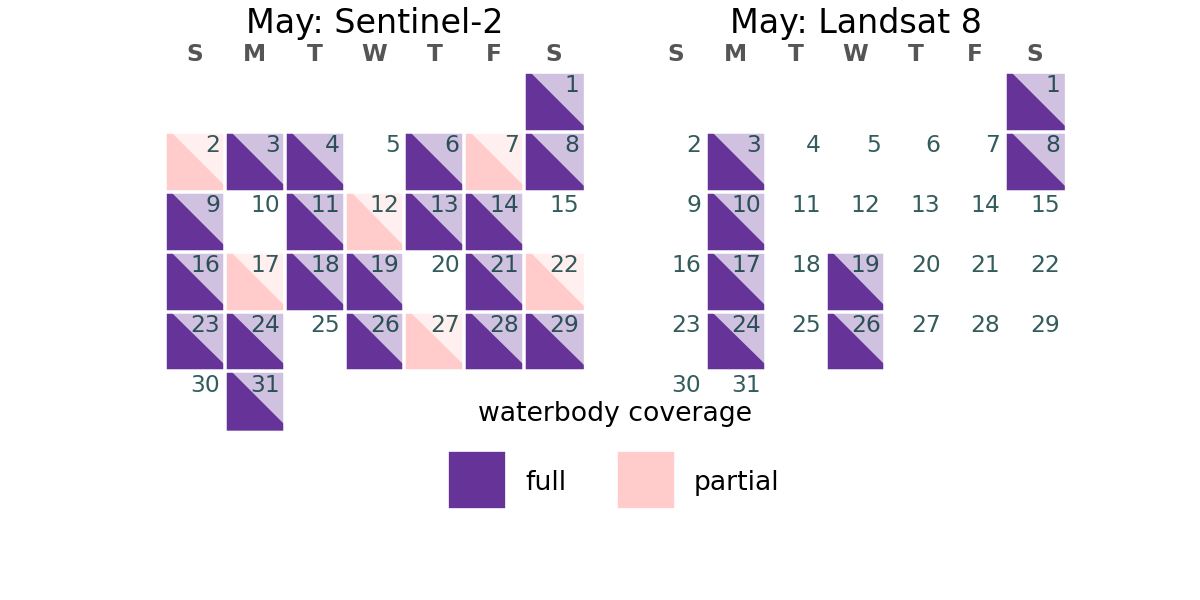 May: Sentinel-2
S M T W T F S
1
2 3 4 5 6 7 8
9 10 11 12 13 14 15
16 17 18 19 20 21 22
23 24 25 26 27 28 29
30 31
May: Landsat 8
S M T W T F S
1
2 3 4 5 6 7 8
9 10 11 12 13 14 15
16 17 18 19 20 21 22
23 24 25 26 27 28 29
30 31
waterbody coverage
full partial